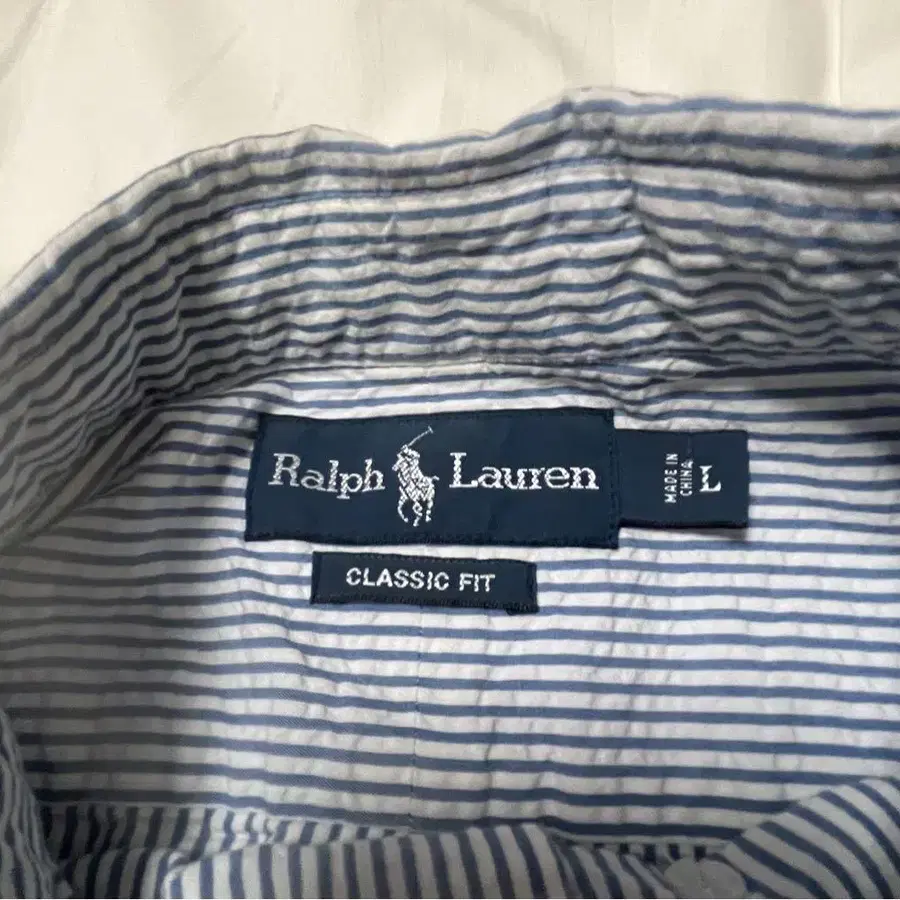 Ralph Lauren
MADE IN
CHINA
L
CLASSIC FIT